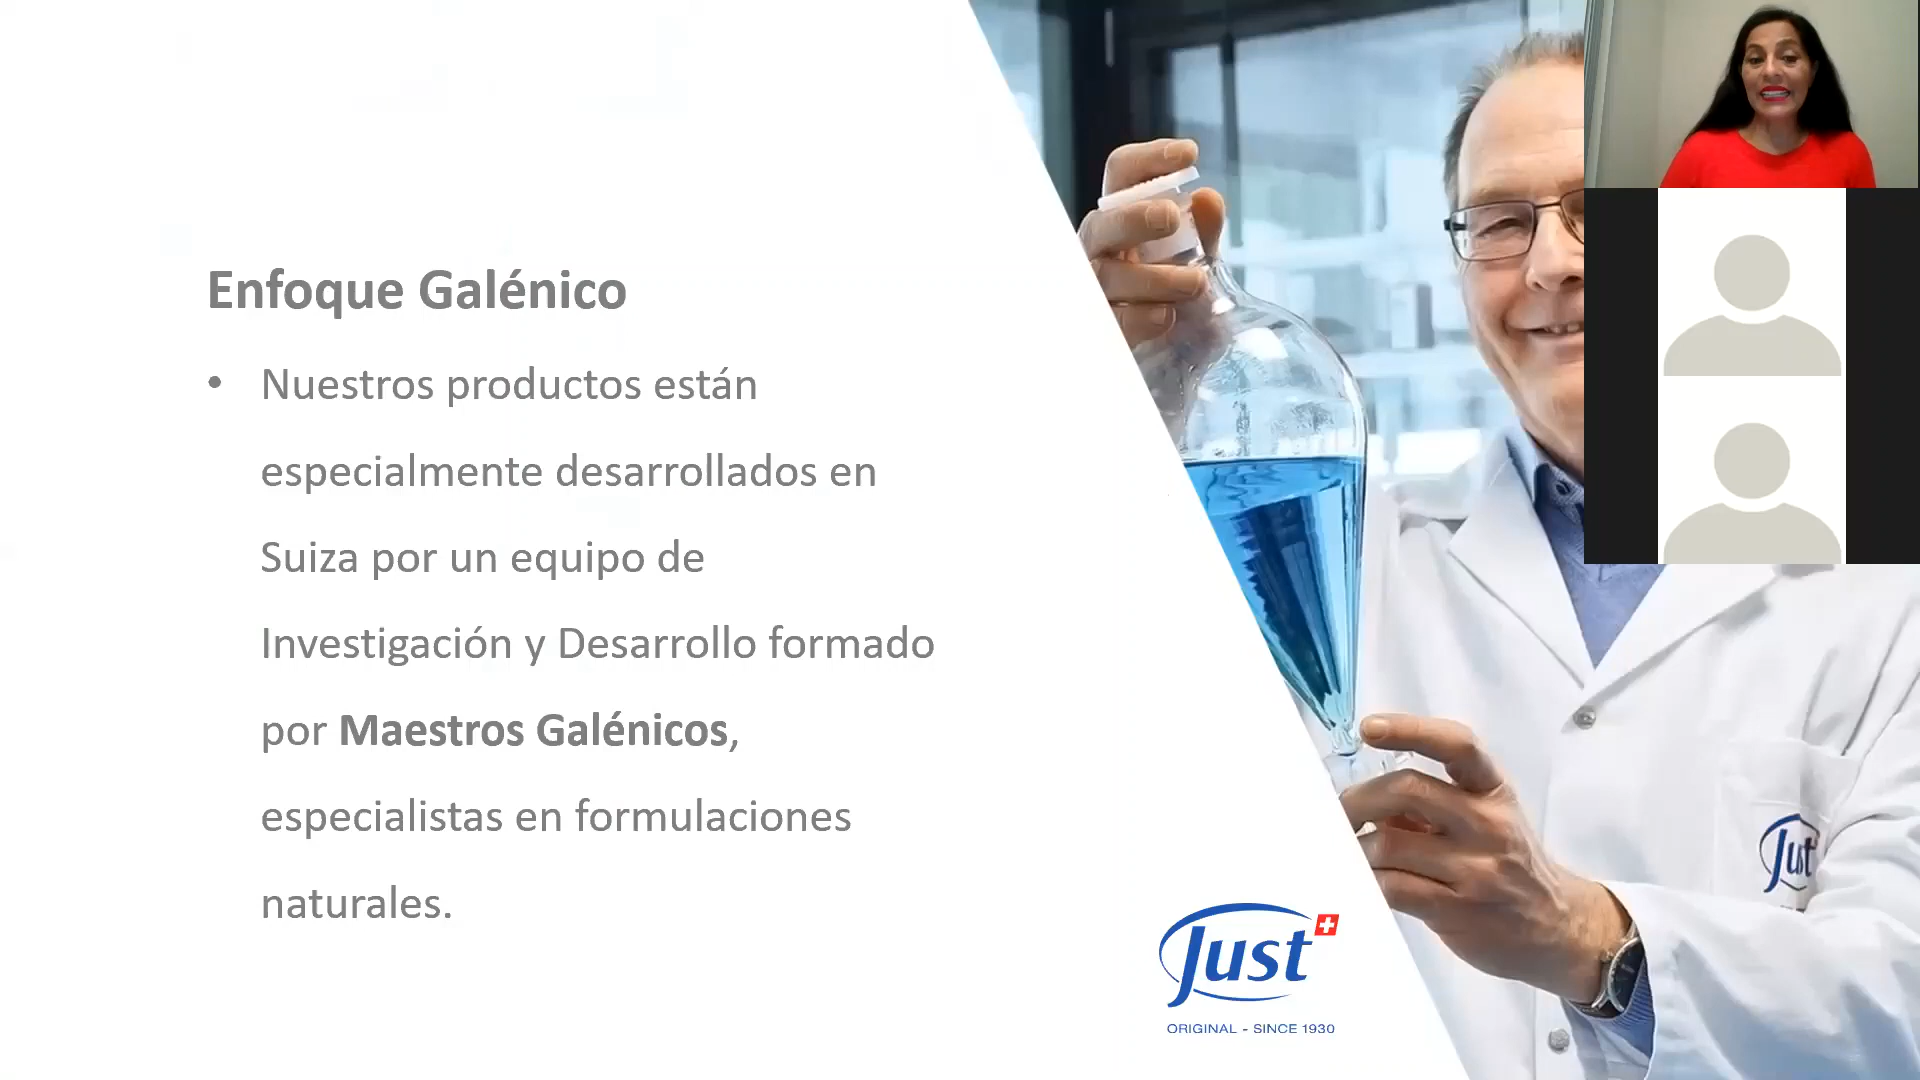 Enfoque Galénico
• Nuestros productos están
especialmente desarrollados en
Suiza por un equipo de
Investigación y Desarrollo formado
por Maestros Galénicos,
especialistas en formulaciones
naturales.
Just
Just
ORIGINAL - SINCE 1930